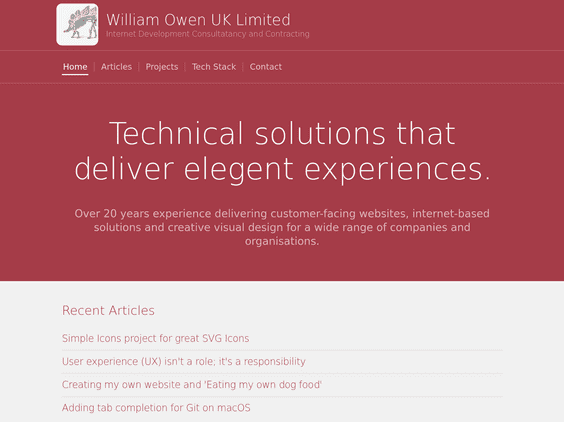 William Owen UK Limited
Internet Development Consultatancy and Contracting
Home
Articles
Projects
Tech Stack
Contact
Technical solutions that
deliver elegent experiences.
Over 20 years experience delivering customer-facing websites, internet-based
solutions and creative visual design for a wide range of companies and
organisations.
Recent Articles
Simple Icons project for great SVG Icons
User experience (UX) isn't a role; it's a responsibility
Creating my own website and 'Eating my own dog food'
Adding tab completion for Git on macOS